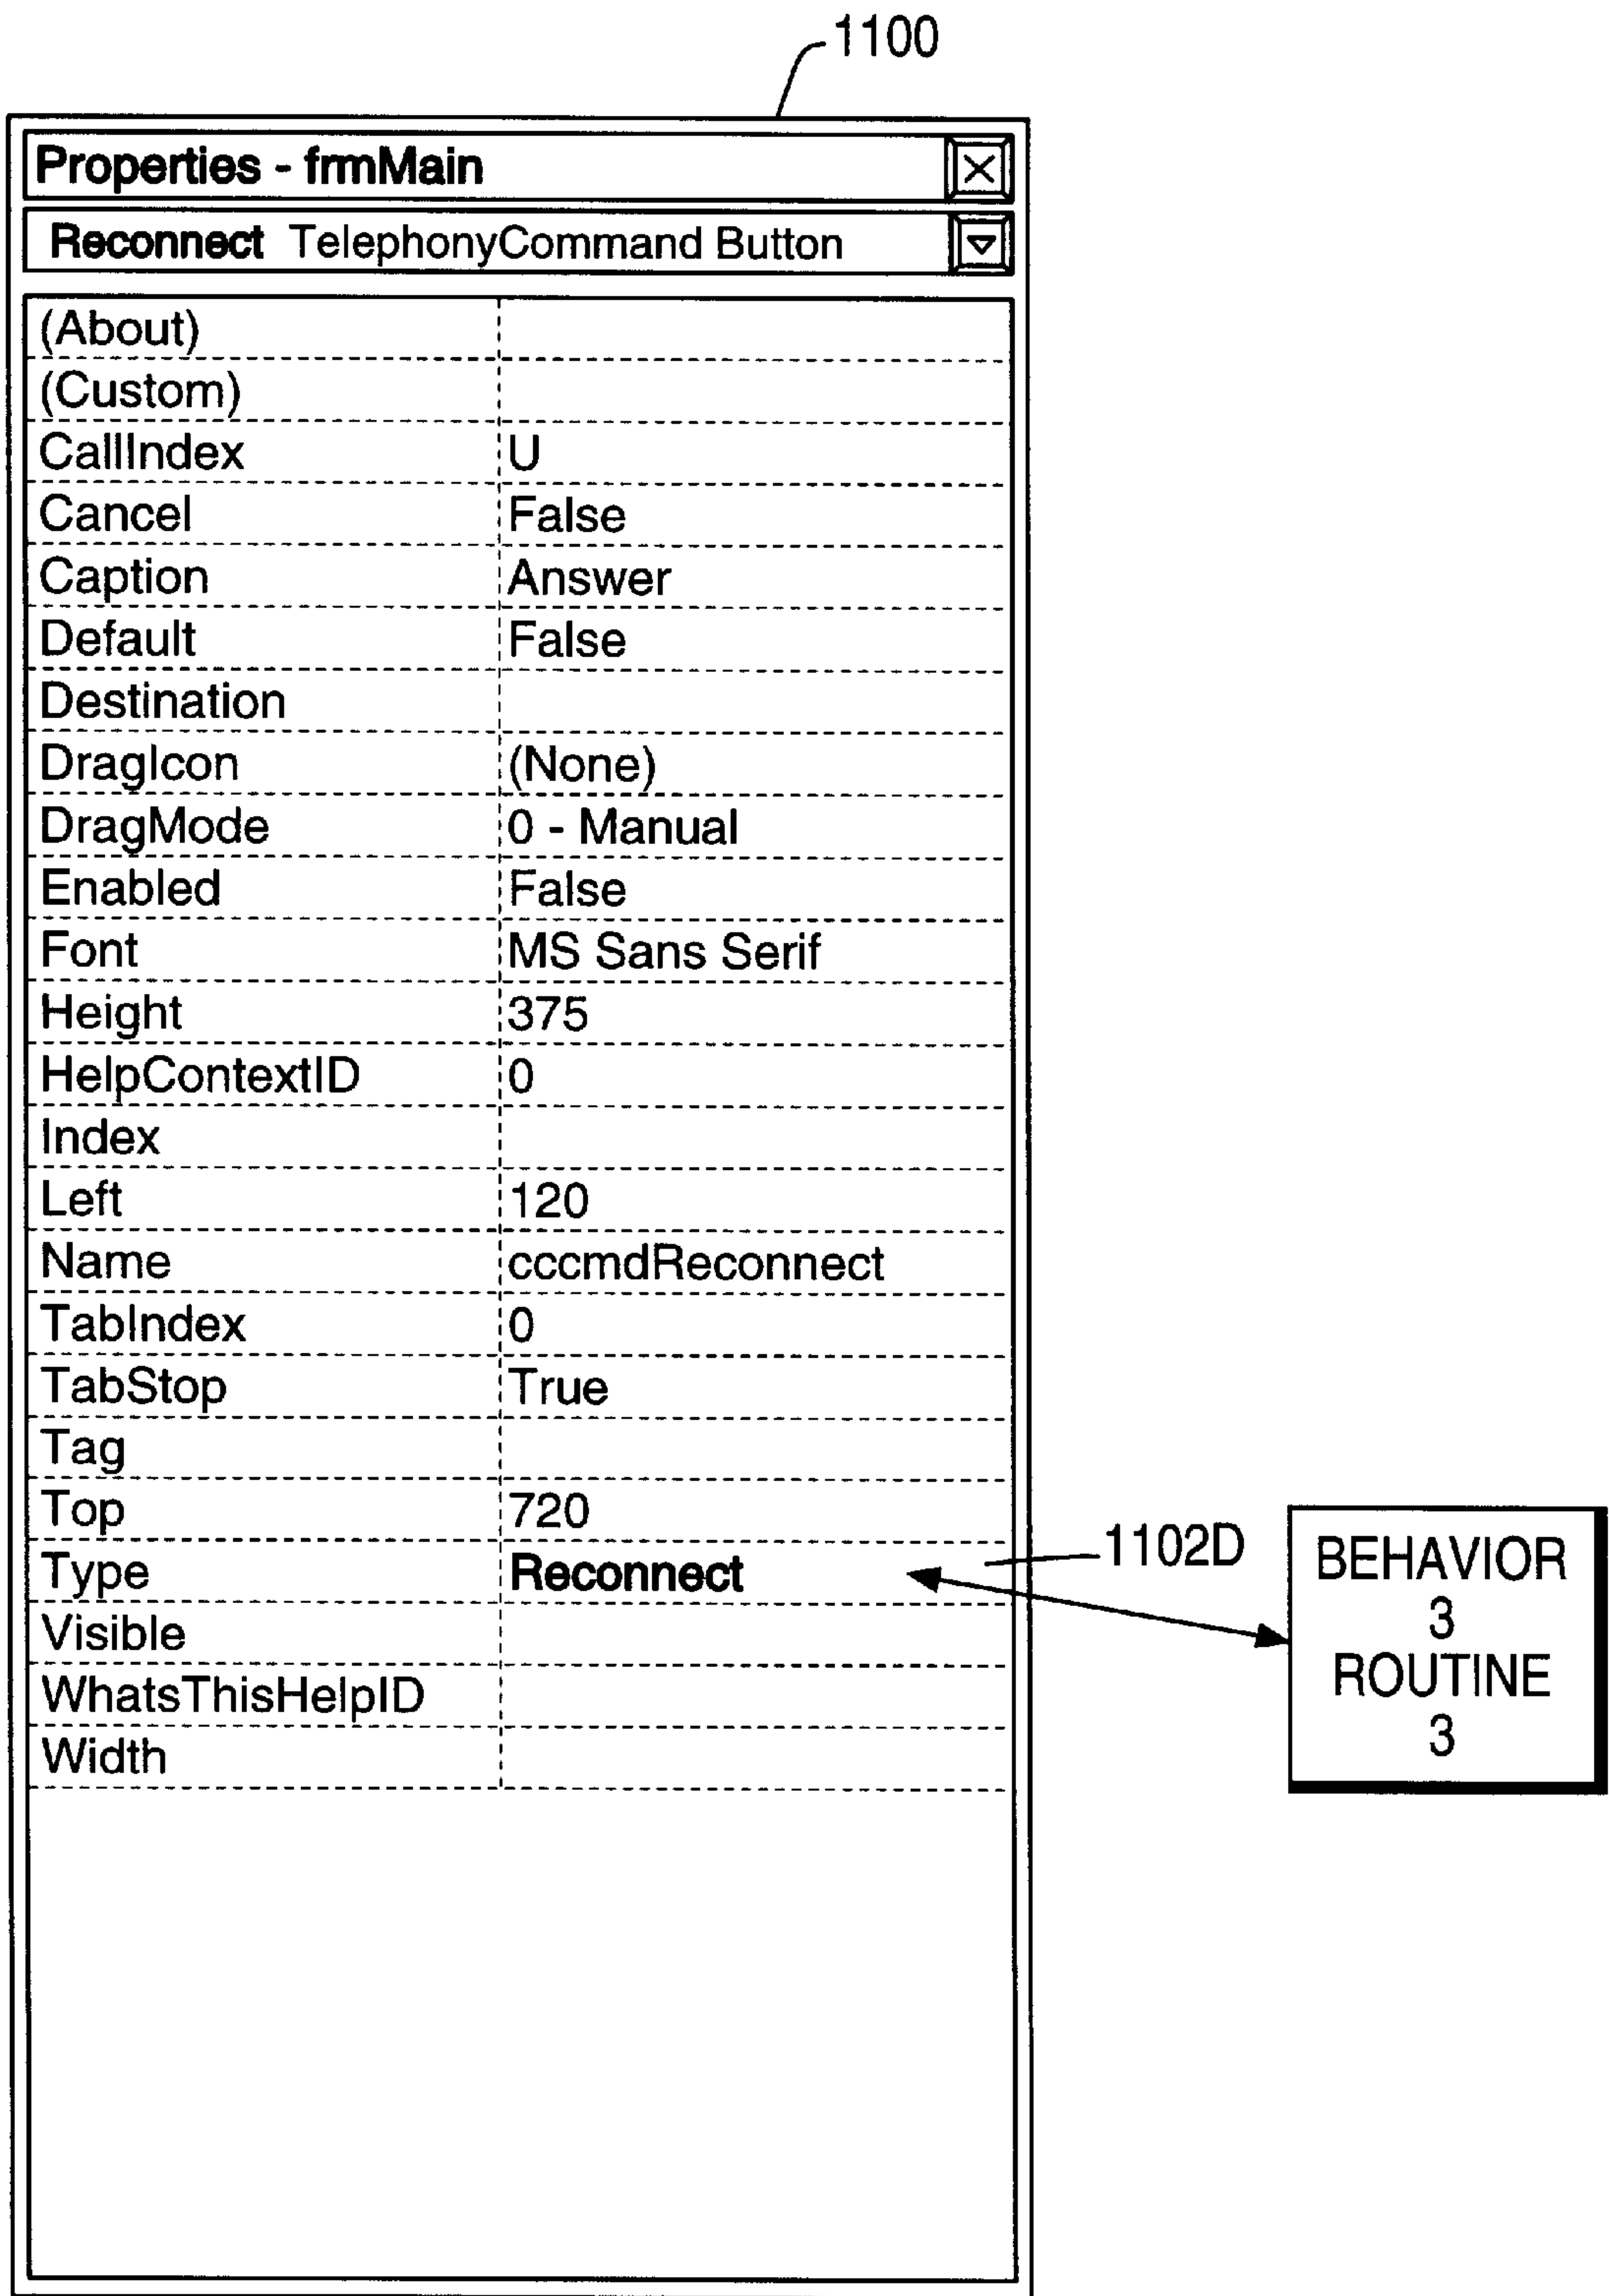 1100
Properties - frmMain
Reconnect TelephonyCommand Button
(About)
(Custom)
CallIndex U
Cancel False
Caption Answer
Default False
Destination
DragIcon (None)
DragMode 0 - Manual
Enabled False
Font MS Sans Serif
Height 375
HelpContextID 0
Index
Left 120
Name cccmdReconnect
TabIndex 0
TabStop True
Tag
Top 720
Type Reconnect
Visible
WhatsThisHelpID
Width
1102D
BEHAVIOR
3
ROUTINE
3